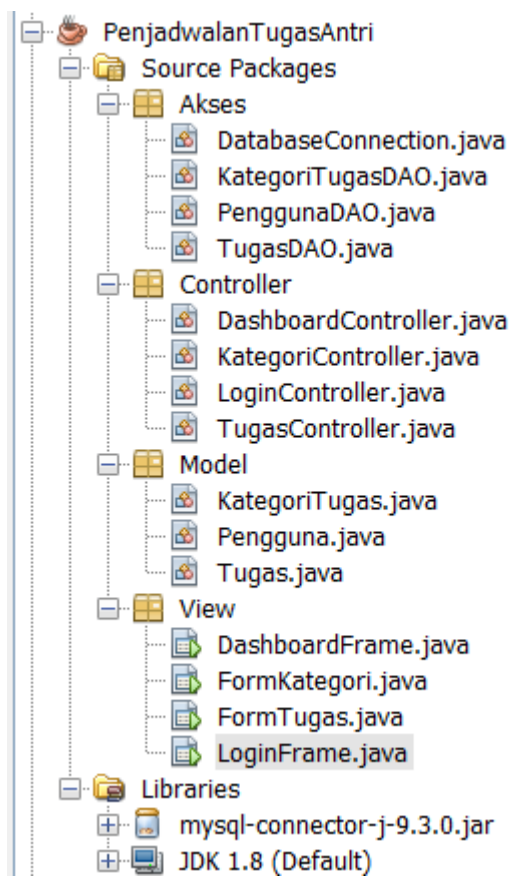 PenjadwalanTugasAntri
Source Packages
Akses
DatabaseConnection.java
KategoriTugasDAO.java
PenggunaDAO.java
TugasDAO.java
Controller
DashboardController.java
KategoriController.java
LoginController.java
TugasController.java
Model
KategoriTugas.java
Pengguna.java
Tugas.java
View
DashboardFrame.java
FormKategori.java
FormTugas.java
LoginFrame.java
Libraries
mysql-connector-j-9.3.0.jar
JDK 1.8 (Default)